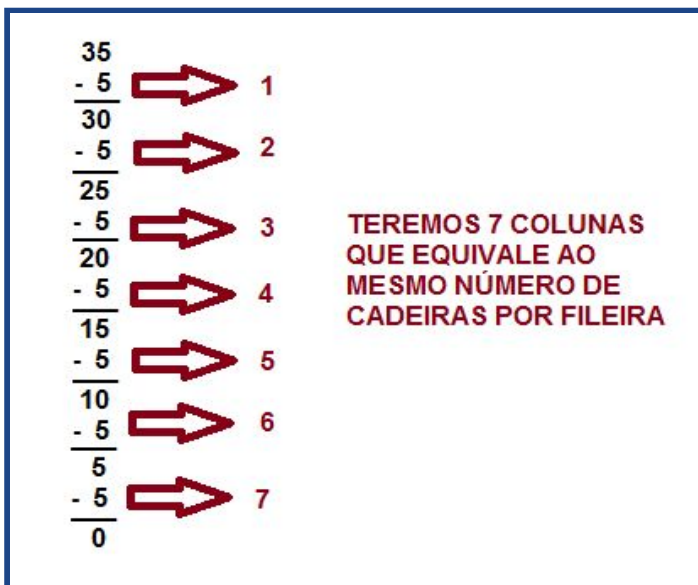 35
- 5 1
30
- 5 2
25
- 5 3
20
- 5 4
15
- 5 5
10
- 5 6
5
- 5 7
0
TEREMOS 7 COLUNAS
QUE EQUIVALE AO
MESMO NÚMERO DE
CADEIRAS POR FILEIRA